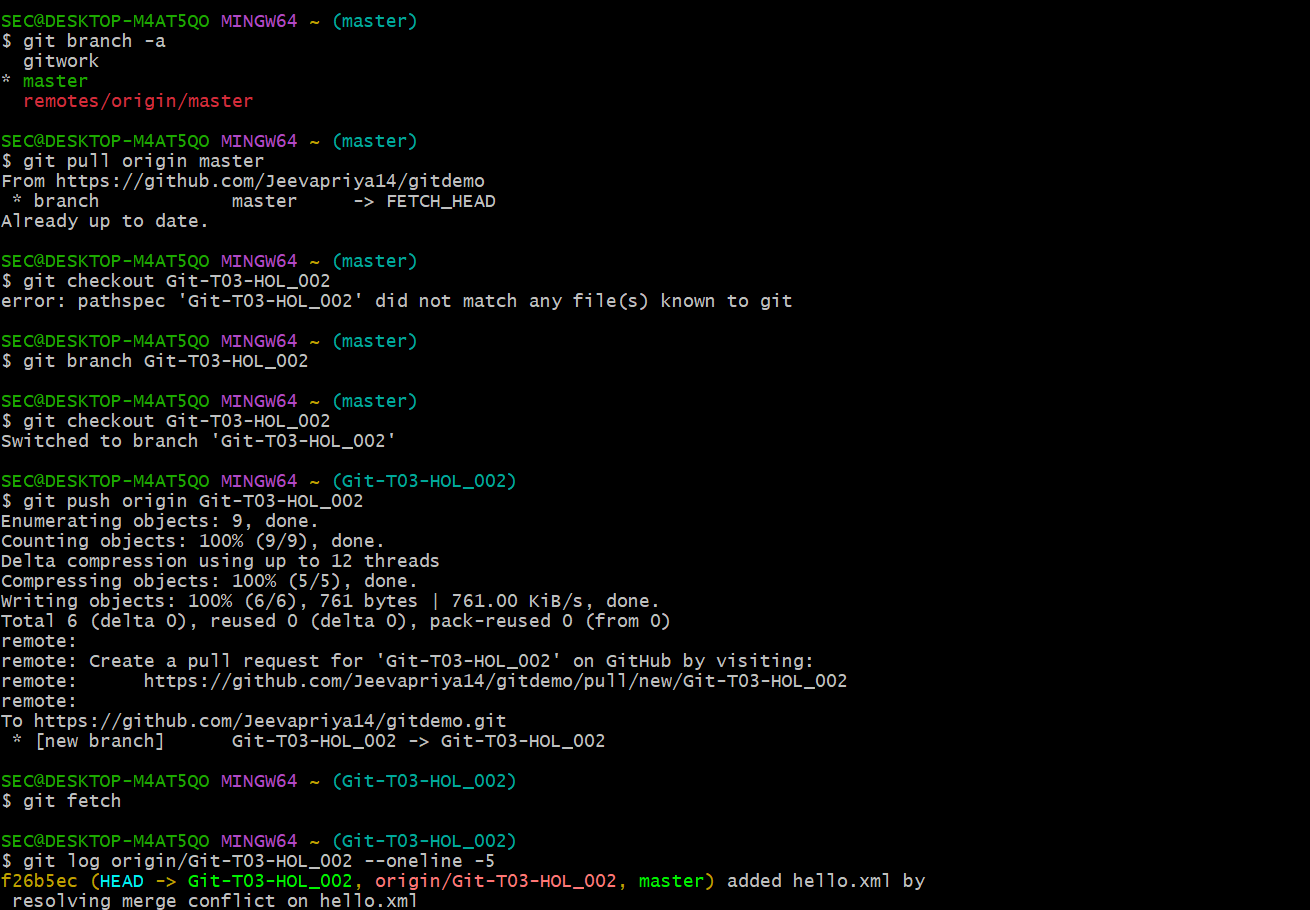 SEC@DESKTOP-M4AT5QO MINGW64 ~ (master)
$ git branch -a
  gitwork
* master
  remotes/origin/master

SEC@DESKTOP-M4AT5QO MINGW64 ~ (master)
$ git pull origin master
From https://github.com/Jeevapriya14/gitdemo
 * branch            master     -> FETCH_HEAD
Already up to date.

SEC@DESKTOP-M4AT5QO MINGW64 ~ (master)
$ git checkout Git-T03-HOL_002
error: pathspec 'Git-T03-HOL_002' did not match any file(s) known to git

SEC@DESKTOP-M4AT5QO MINGW64 ~ (master)
$ git branch Git-T03-HOL_002

SEC@DESKTOP-M4AT5QO MINGW64 ~ (master)
$ git checkout Git-T03-HOL_002
Switched to branch 'Git-T03-HOL_002'

SEC@DESKTOP-M4AT5QO MINGW64 ~ (Git-T03-HOL_002)
$ git push origin Git-T03-HOL_002
Enumerating objects: 9, done.
Counting objects: 100% (9/9), done.
Delta compression using up to 12 threads
Compressing objects: 100% (5/5), done.
Writing objects: 100% (6/6), 761 bytes | 761.00 KiB/s, done.
Total 6 (delta 0), reused 0 (delta 0), pack-reused 0 (from 0)
remote:
remote: Create a pull request for 'Git-T03-HOL_002' on GitHub by visiting:
remote:      https://github.com/Jeevapriya14/gitdemo/pull/new/Git-T03-HOL_002
remote:
To https://github.com/Jeevapriya14/gitdemo.git
 * [new branch]      Git-T03-HOL_002 -> Git-T03-HOL_002

SEC@DESKTOP-M4AT5QO MINGW64 ~ (Git-T03-HOL_002)
$ git fetch

SEC@DESKTOP-M4AT5QO MINGW64 ~ (Git-T03-HOL_002)
$ git log origin/Git-T03-HOL_002 --oneline -5
f26b5ec (HEAD -> Git-T03-HOL_002, origin/Git-T03-HOL_002, master) added hello.xml by
 resolving merge conflict on hello.xml